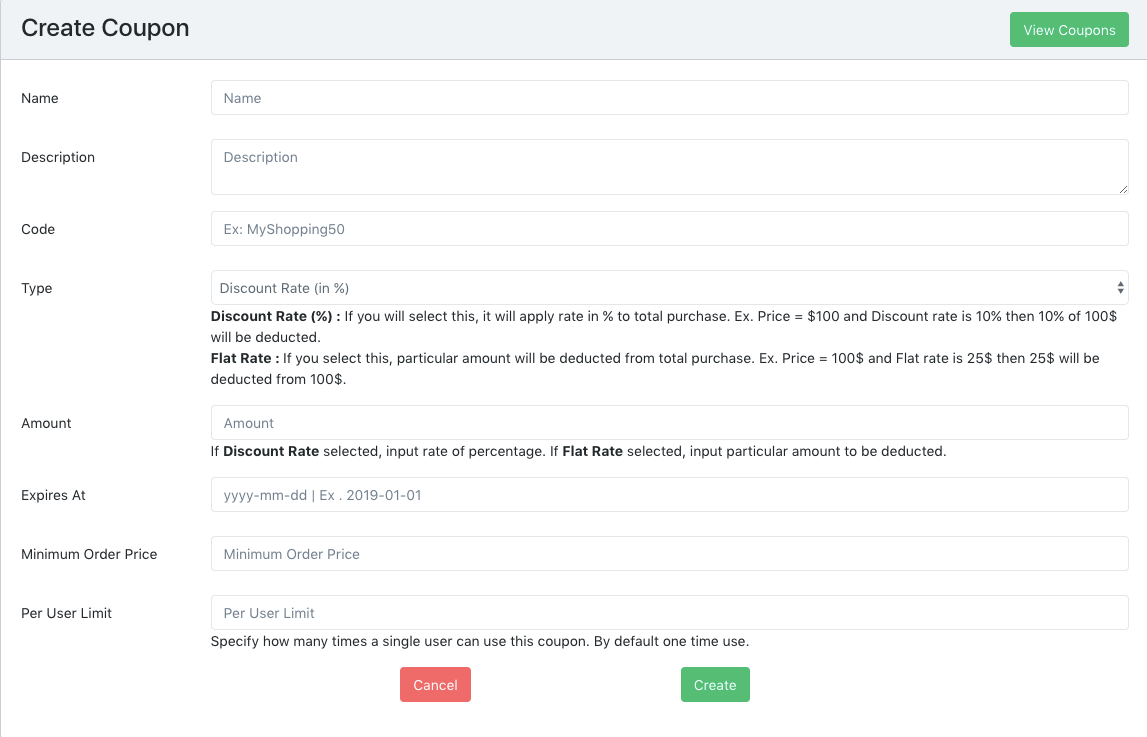 Create Coupon
View Coupons
Name
Name
Description
Description
Code
Ex: MyShopping50
Type
Discount Rate (in %)
Discount Rate (%) : If you will select this, it will apply rate in % to total purchase. Ex. Price = $100 and Discount rate is 10% then 10% of 100$
will be deducted.
Flat Rate : If you select this, particular amount will be deducted from total purchase. Ex. Price = 100$ and Flat rate is 25$ then 25$ will be
deducted from 100$.
Amount
Amount
If Discount Rate selected, input rate of percentage. If Flat Rate selected, input particular amount to be deducted.
Expires At
yyyy-mm-dd | Ex . 2019-01-01
Minimum Order Price
Minimum Order Price
Per User Limit
Per User Limit
Specify how many times a single user can use this coupon. By default one time use.
Cancel
Create